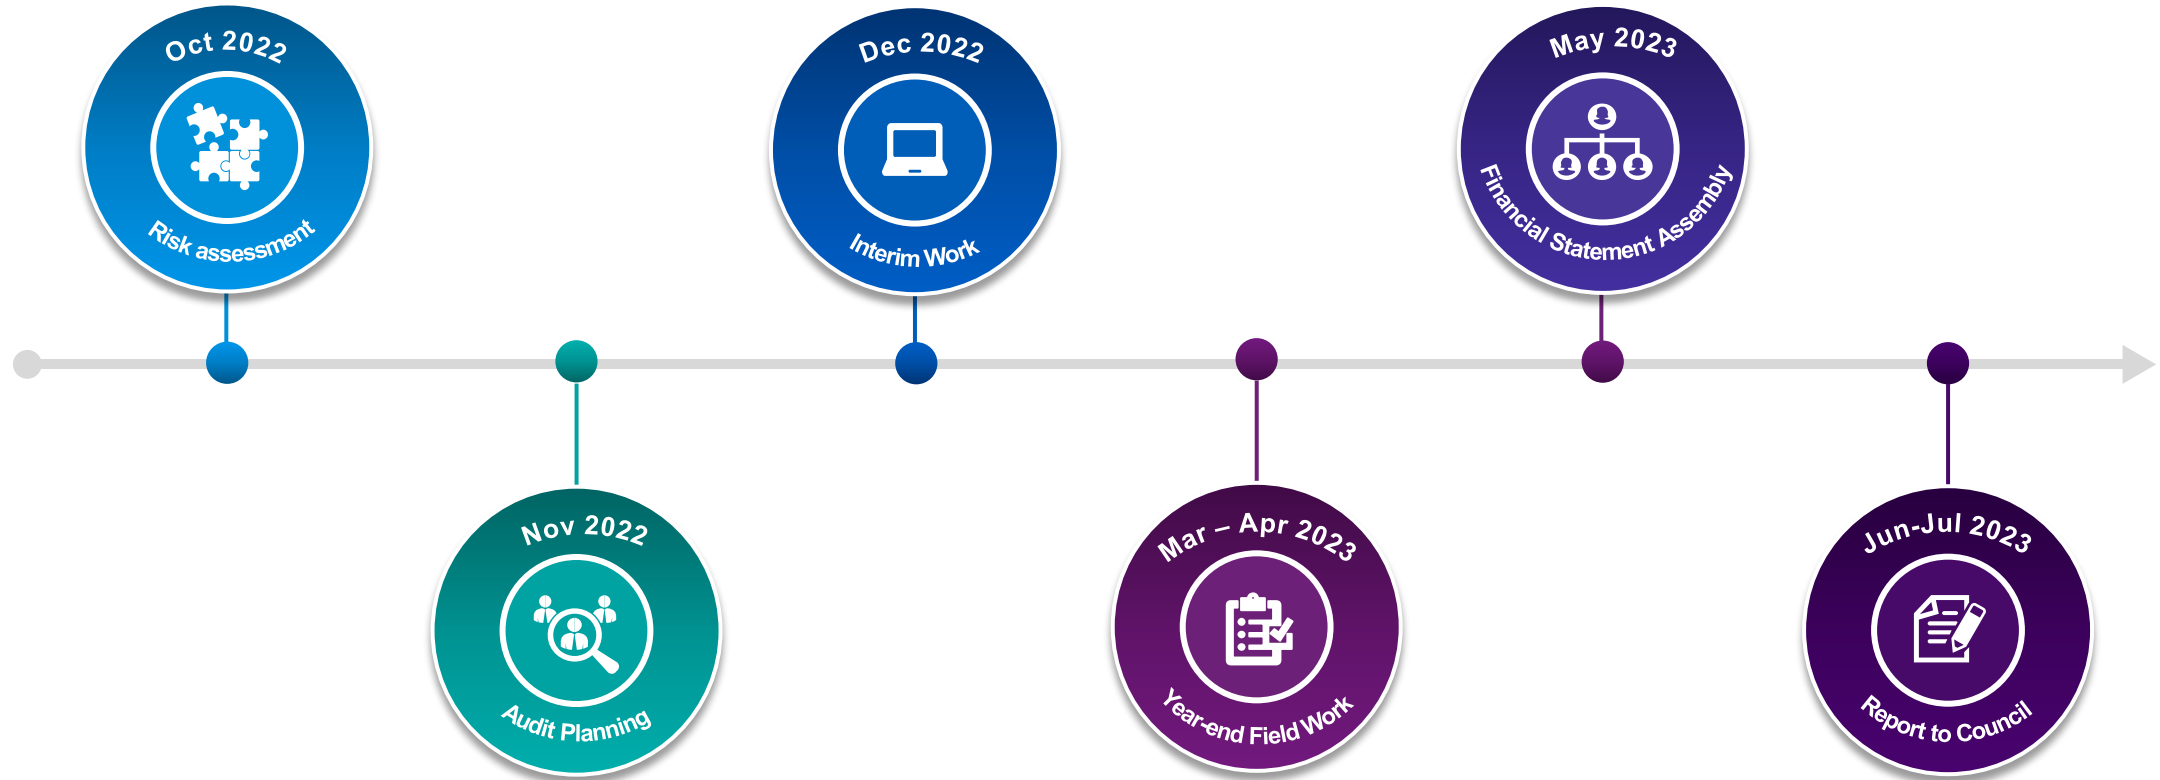 Oct 2022
Risk assessment
Nov 2022
Audit Planning
Dec 2022
Interim Work
Mar – Apr 2023
Year-end Field Work
May 2023
Financial Statement Assembly
Jun-Jul 2023
Report to Council